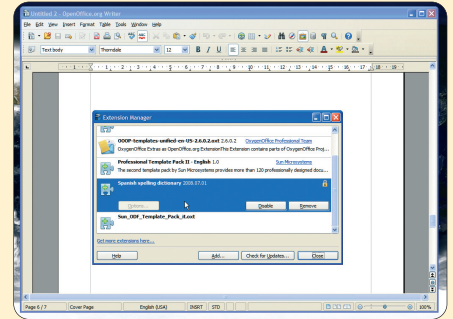 Untitled 2 - OpenOffice.org Writer
File Edit View Insert Format Table Tools Window Help
Text body Thorndale 12 B I U
Extension Manager
OOOP-templates-unified-en-US-2.6.0.2.oxt 2.6.0.2 OxygenOffice Professional Team
OxygenOffice Extras as OpenOffice.org ExtensionThis Extension contains parts of OxygenOffice Proj...
Professional Template Pack II - English 1.0 Sun Microsystems
The second template pack by Sun Microsystems provides more than 120 professionally designed docu...
Spanish spelling dictionary 2008.07.01
Options... Disable Remove
Sun_ODF_Template_Pack_it.oxt
Get more extensions here...
Help Add... Check for Updates... Close
Page 6 / 7 Cover Page English (USA) INSRT STD 100%